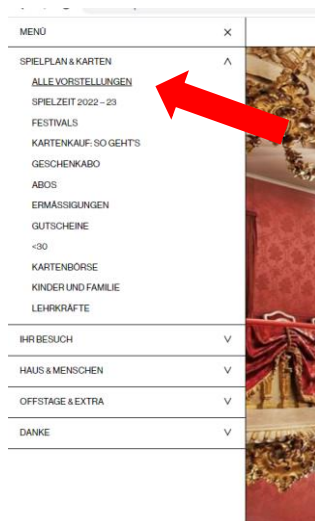 MENÜ
SPIELPLAN & KARTEN
ALLE VORSTELLUNGEN
SPIELZEIT 2022 – 23
FESTIVALS
KARTENKAUF: SO GEHT'S
GESCHENKABO
ABOS
ERMÄSSIGUNGEN
GUTSCHEINE
<30
KARTENBÖRSE
KINDER UND FAMILIE
LEHRKRÄFTE
IHR BESUCH
HAUS & MENSCHEN
OFFSTAGE & EXTRA
DANKE